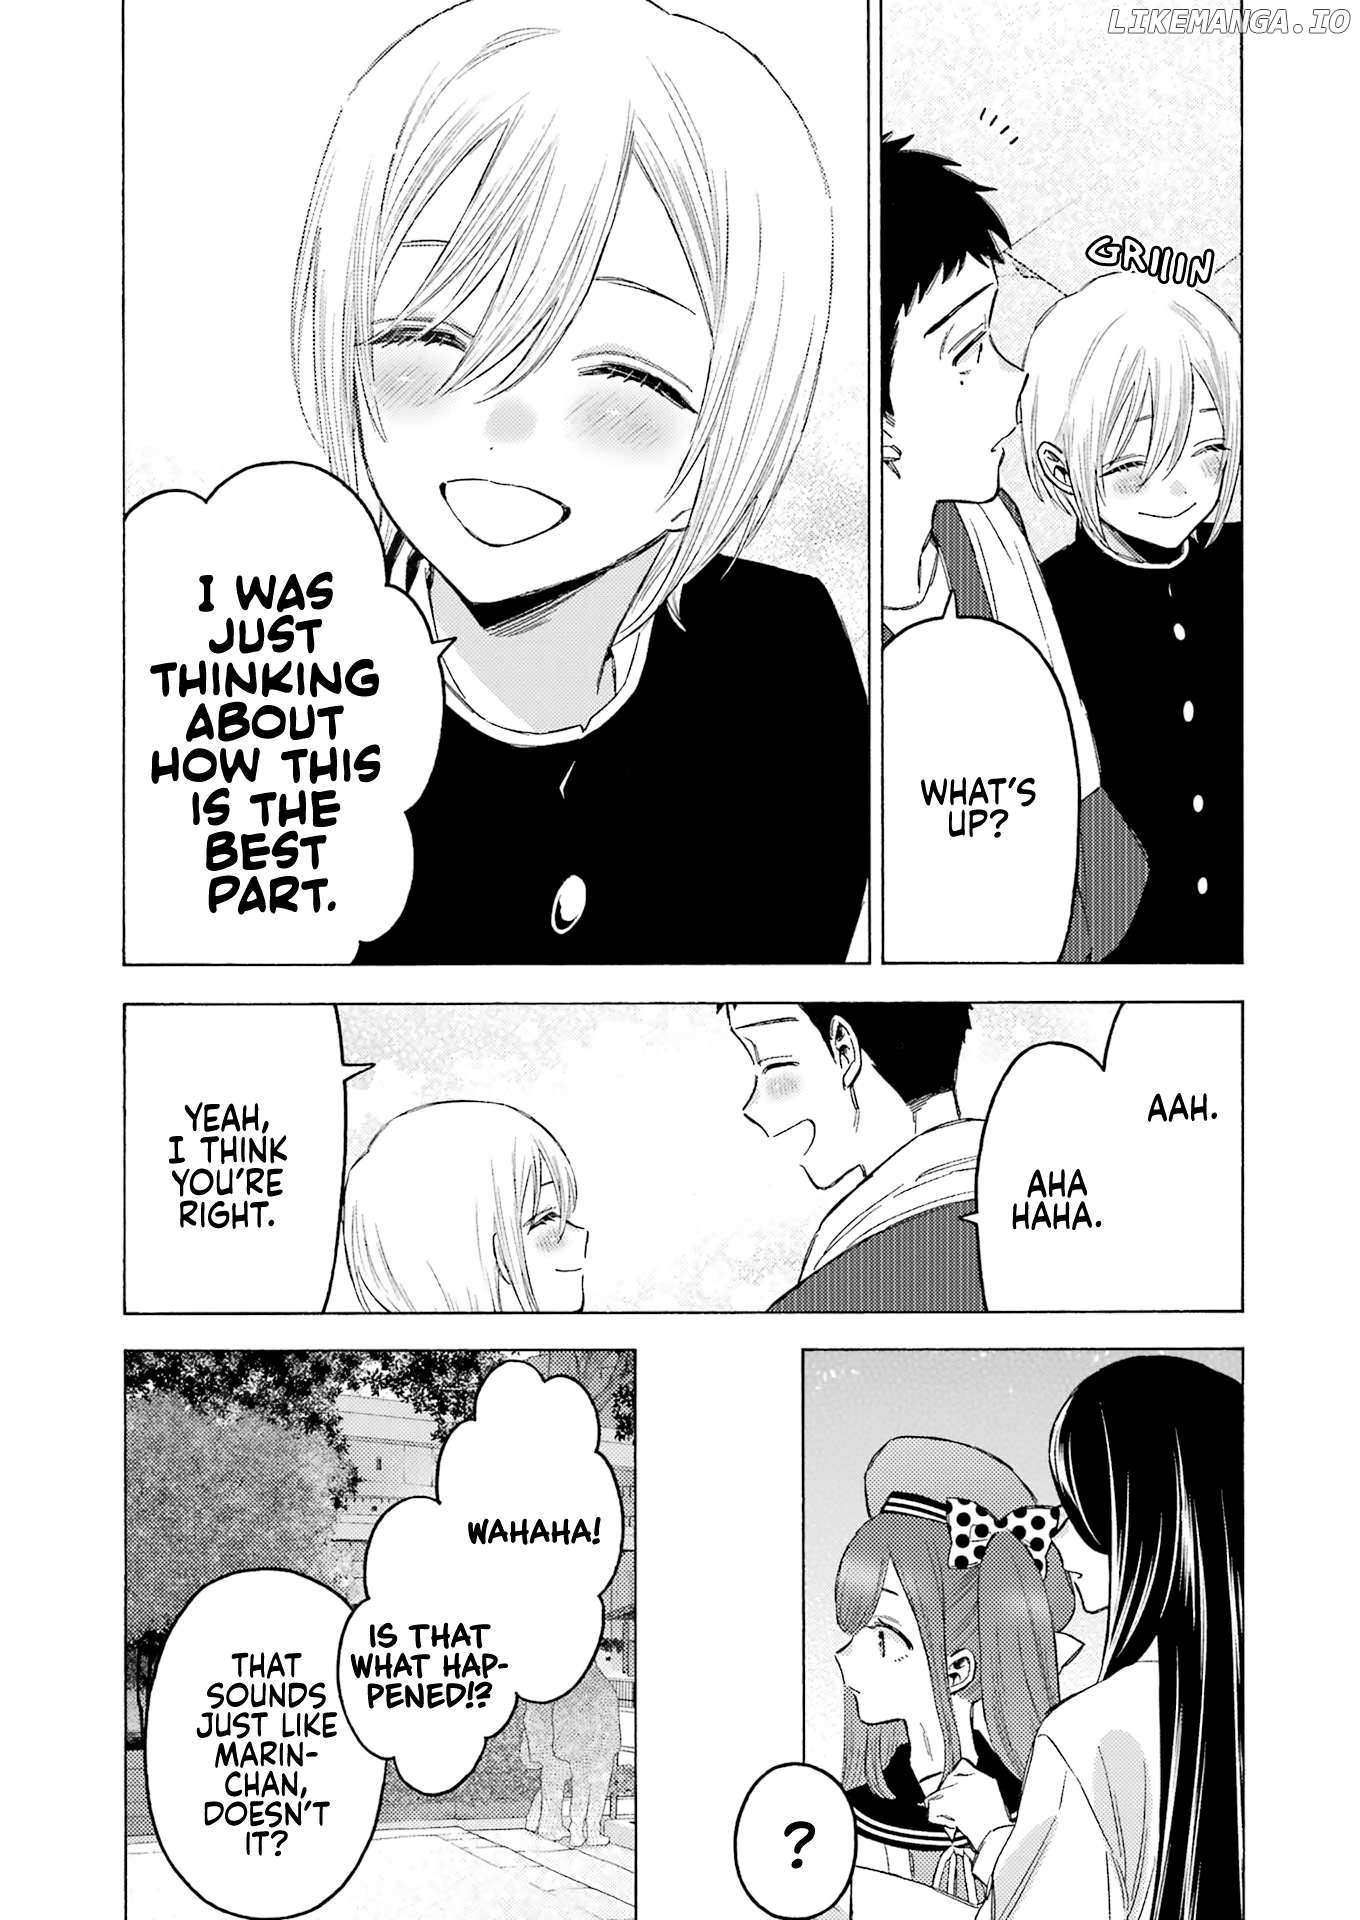 LIKEMANGA.IO
GRIIIN
WHAT'S
UP?
I WAS
JUST
THINKING
ABOUT
HOW THIS
IS THE
BEST
PART.
AAH.
AHA
HAHA.
YEAH,
I THINK
YOU'RE
RIGHT.
?
WAHAHA!
IS THAT
WHAT HAP-
PENED!?
THAT
SOUNDS
JUST LIKE
MARIN-
CHAN,
DOESN'T
IT?